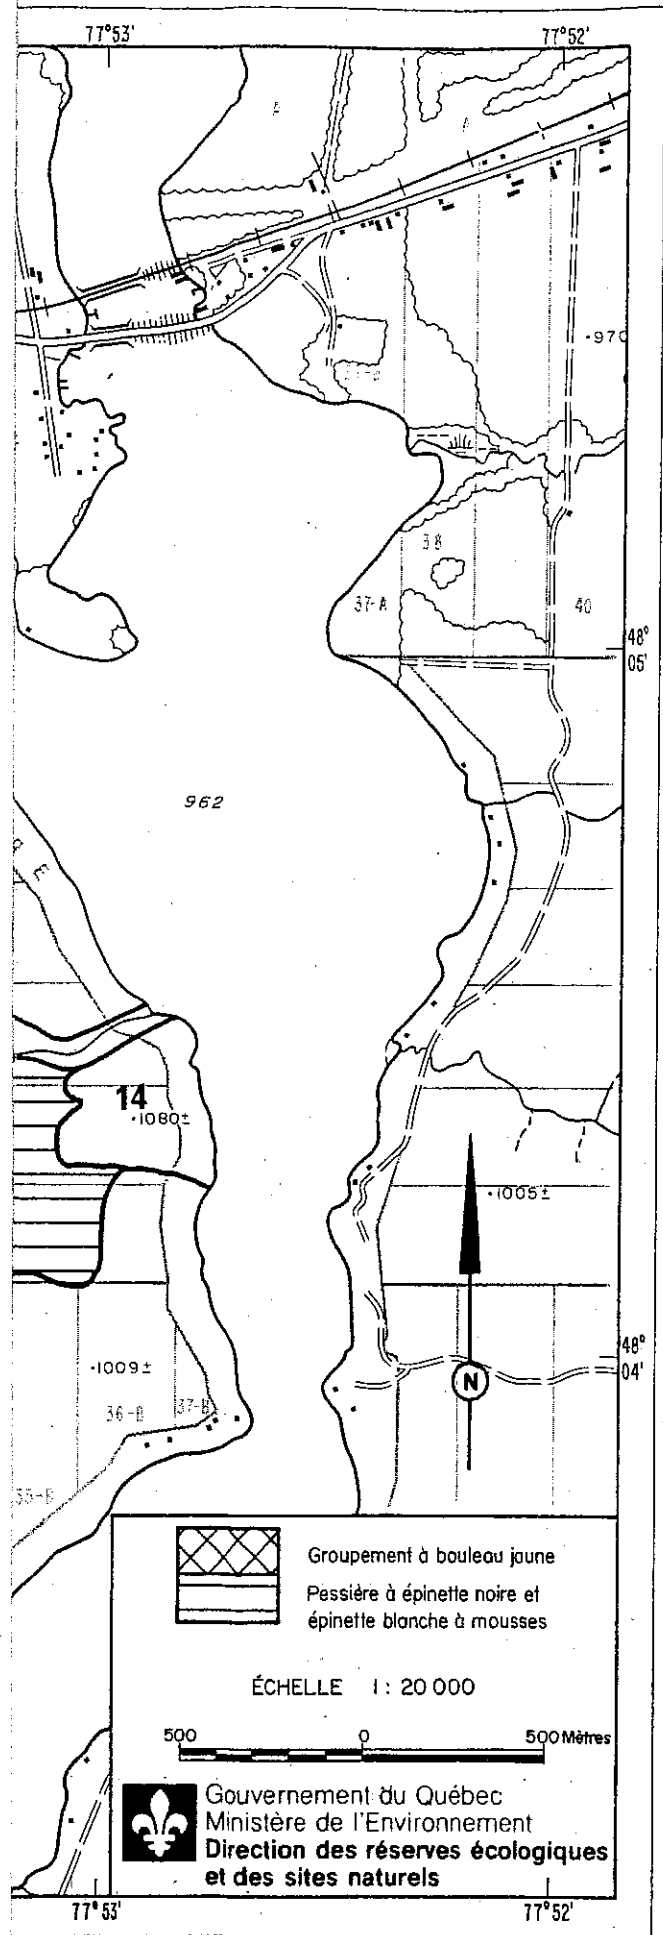 77°53'
77°52'
A
A
970
38
37-A
40
48°
05'
962
G E
14
1080±
1005±
48°
04'
1009±
36-B
37-B
N
Groupement à bouleau jaune
Pessière à épinette noire et
épinette blanche à mousses
ÉCHELLE 1 : 20 000
500
0
500 Mètres
Gouvernement du Québec
Ministère de l'Environnement
Direction des réserves écologiques
et des sites naturels
77°53'
77°52'